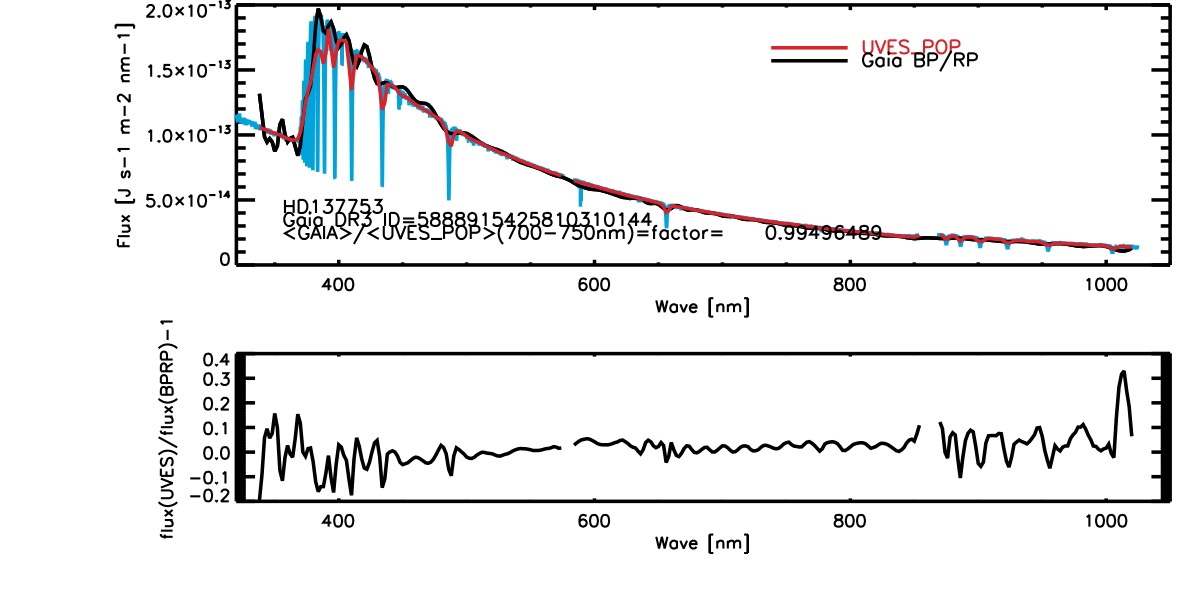 2.0×10−13
1.5×10−13
1.0×10−13
5.0×10−14
0
Flux [J s−1 m−2 nm−1]
UVES_POP
Gaia BP/RP
HD137753
Gaia DR3 ID=5888915425810310144
<GAIA>/<UVES_POP>(700−750nm)=factor= 0.99496489
400 600 800 1000
Wave [nm]
0.4
0.3
0.2
0.1
0.0
−0.1
−0.2
flux(UVES)/flux(BPRP)−1
400 600 800 1000
Wave [nm]